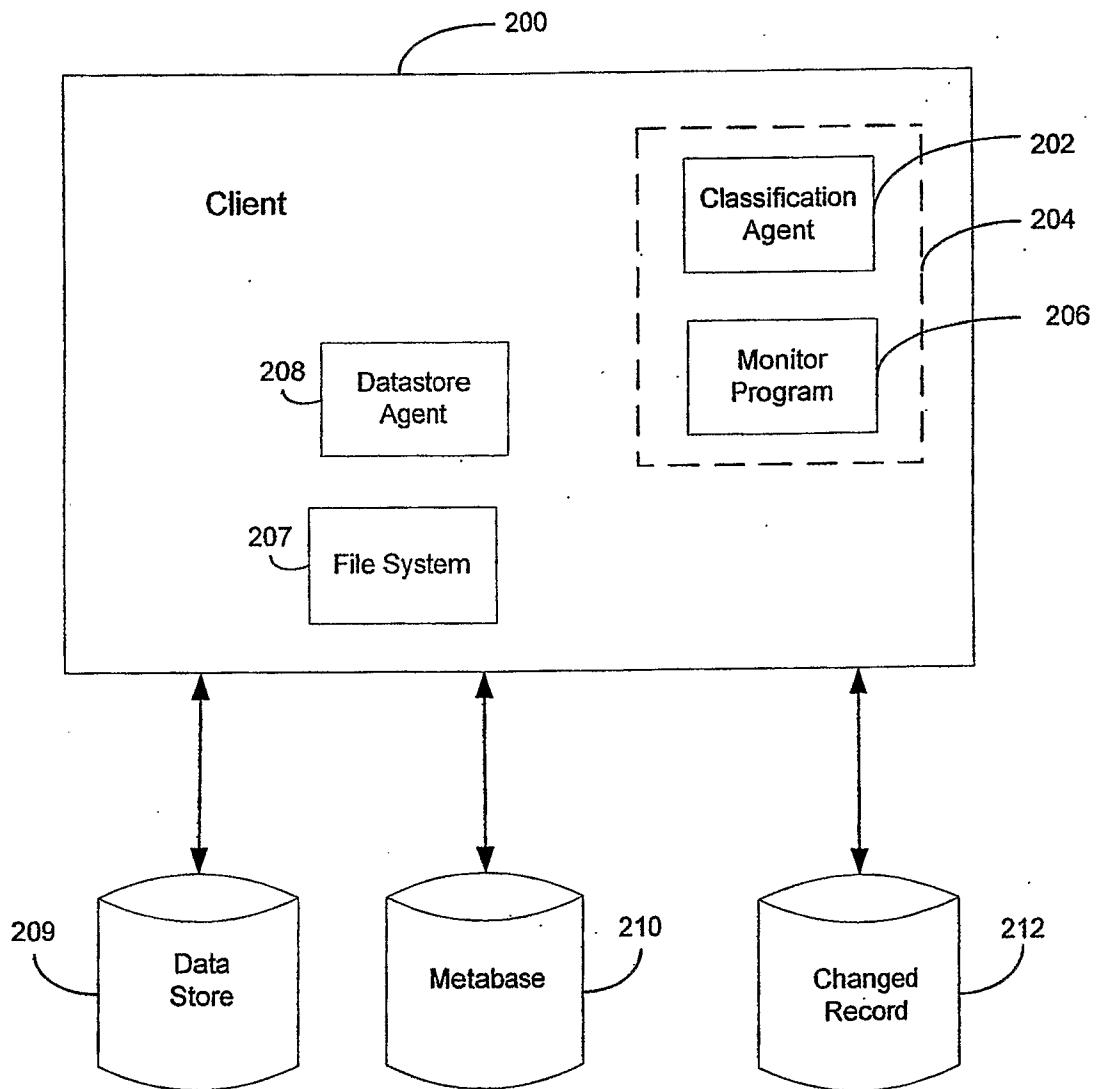 200
Client
Classification
Agent
202
204
Monitor
Program
206
208
Datastore
Agent
207
File System
209
Data
Store
Metabase
210
Changed
Record
212